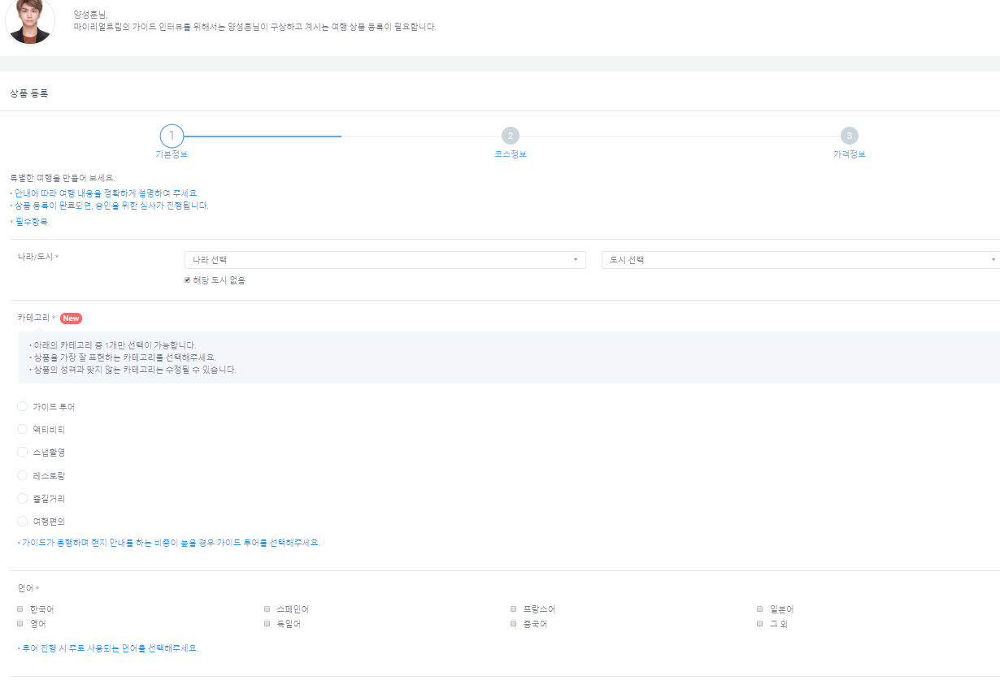 양성훈님,
마이리얼트립의 가이드 인터뷰를 위해서는 양성훈님이 구상하고 계시는 여행 상품 등록이 필요합니다.
상품 등록
1
2
3
기본정보
코스정보
가격정보
특별한 여행을 만들어 보세요.
• 안내에 따라 여행 내용을 정확하게 설명하여 주세요.
• 상품 등록이 완료되면, 승인을 위한 심사가 진행됩니다.
* 필수항목
나라/도시 *
나라 선택
도시 선택
해당 도시 없음
카테고리 * New
• 아래의 카테고리 중 1개만 선택이 가능합니다.
• 상품을 가장 잘 표현하는 카테고리를 선택해주세요.
• 상품의 성격과 맞지 않는 카테고리는 수정될 수 있습니다.
가이드 투어
액티비티
스냅촬영
레스토랑
즐길거리
여행편의
• 가이드가 동행하며 현지 안내를 하는 비중이 높을 경우 가이드 투어를 선택해주세요.
언어 *
한국어 스페인어 프랑스어 일본어
영어 독일어 중국어 그 외
• 투어 진행 시 주로 사용되는 언어를 선택해주세요.